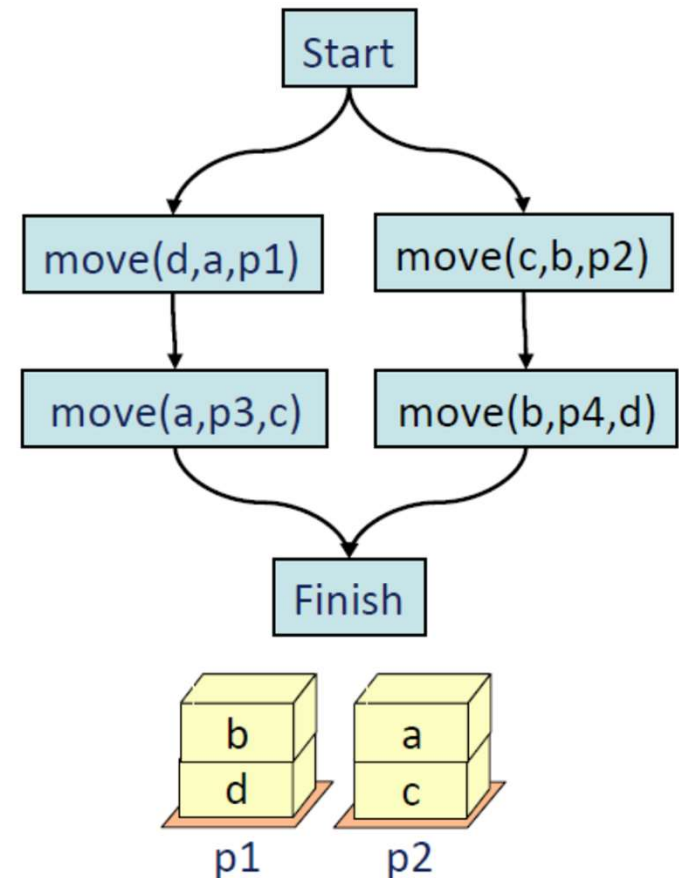 Start
move(d,a,p1) move(c,b,p2)
move(a,p3,c) move(b,p4,d)
Finish
b a
d c
p1 p2